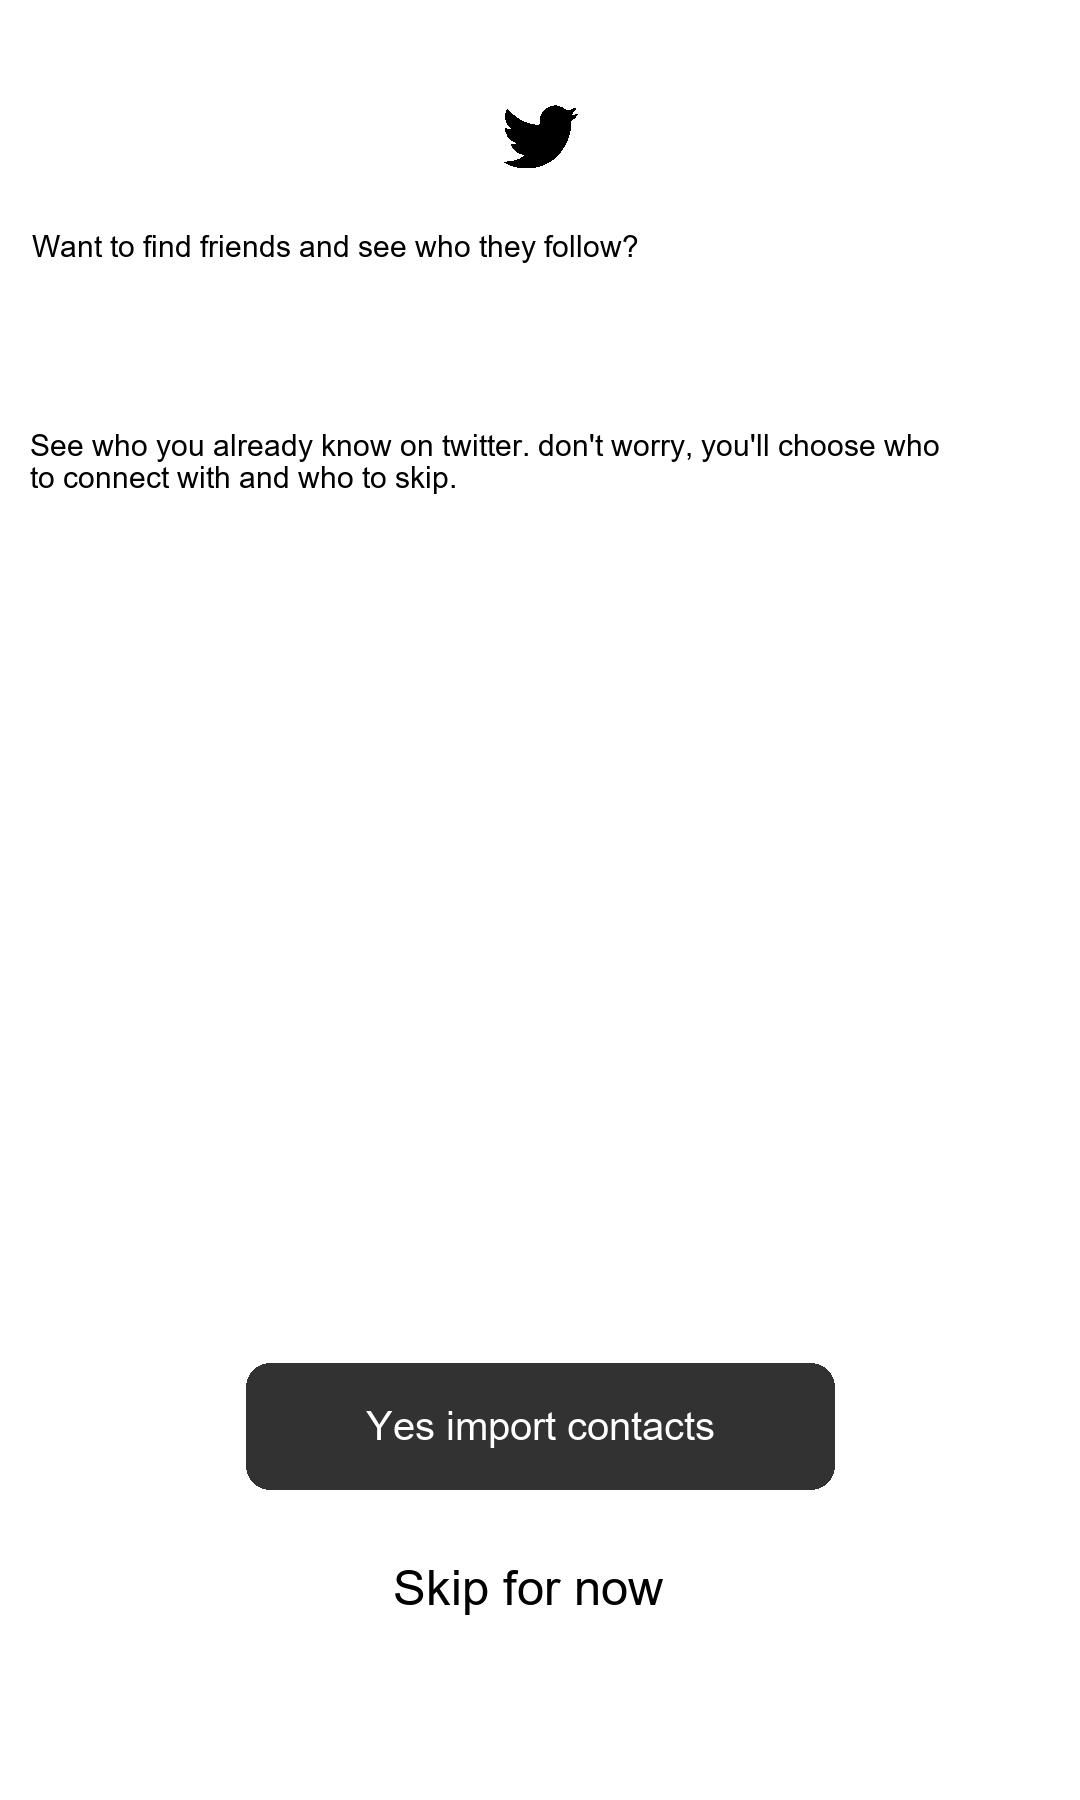 Want to find friends and see who they follow?
See who you already know on twitter. don't worry, you'll choose who
to connect with and who to skip.
Yes import contacts
Skip for now